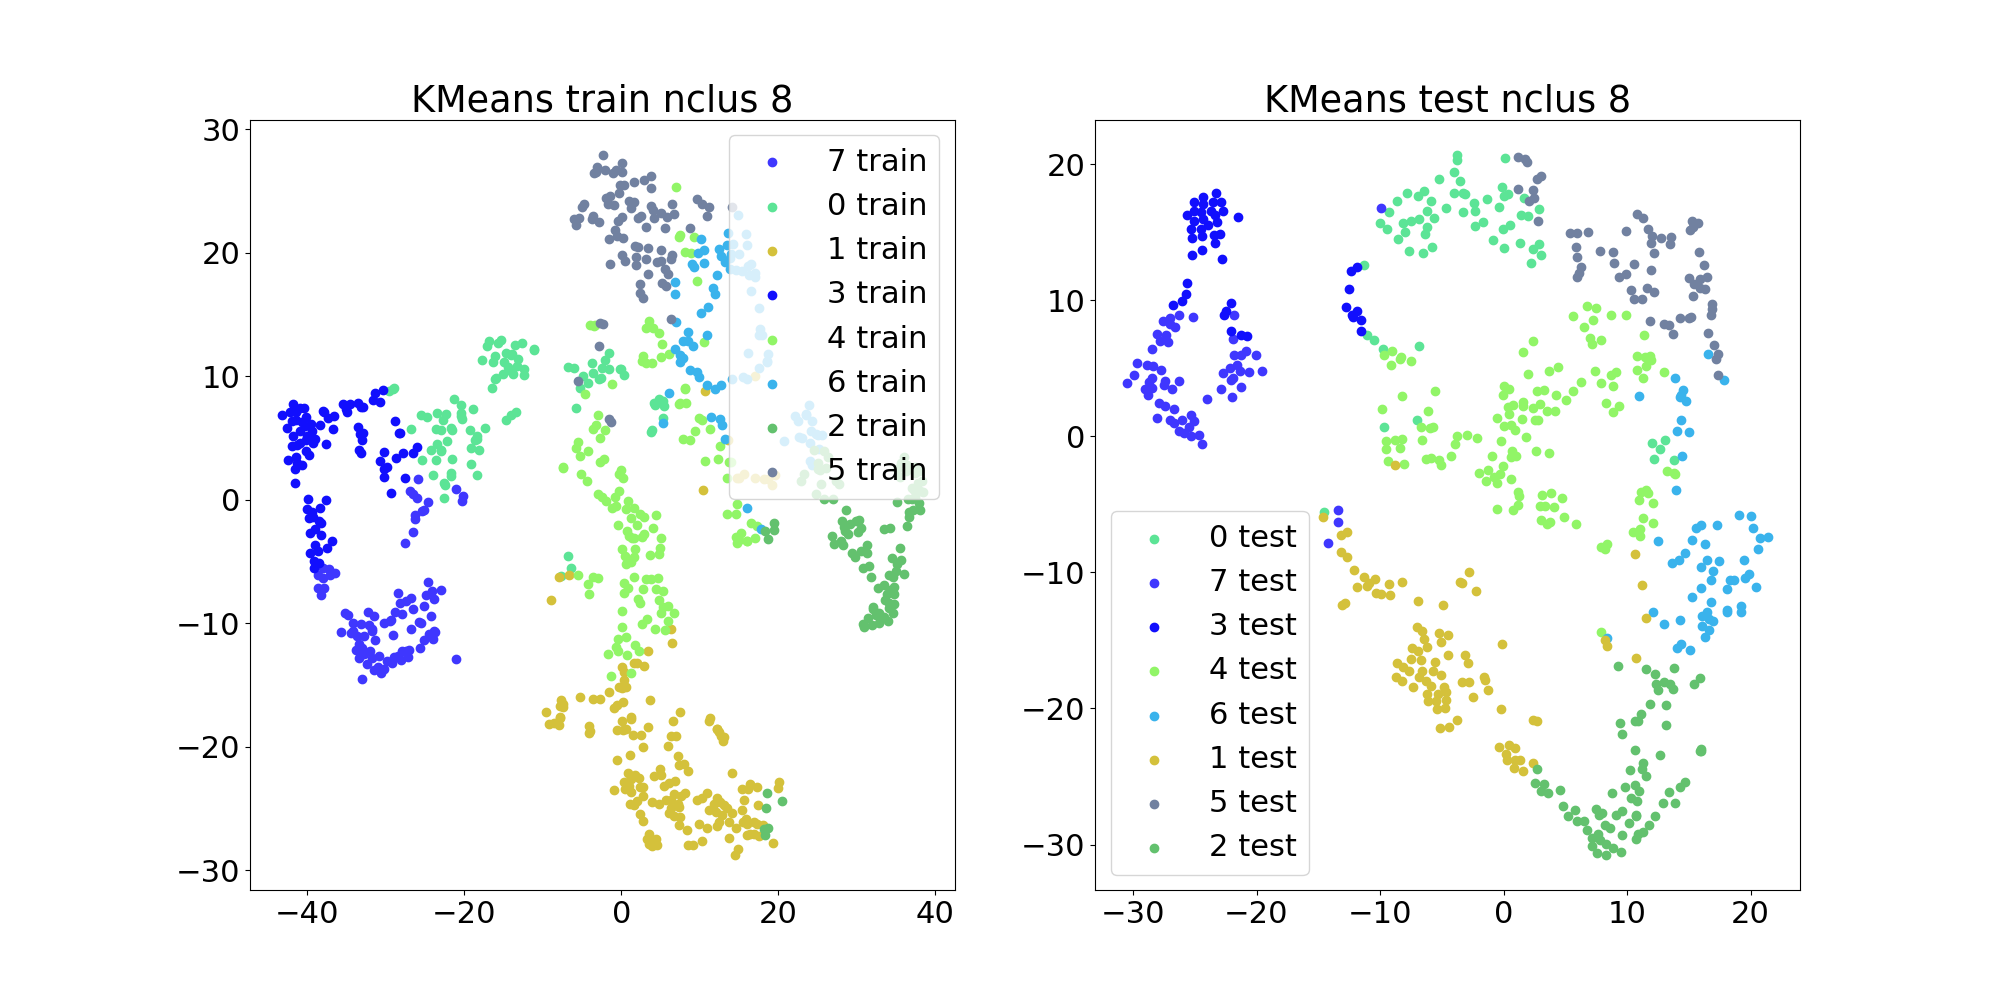 KMeans train nclus 8
30
20
10
0
−10
−20
−30
−40
−20
0
20
40
7 train
0 train
1 train
3 train
4 train
6 train
2 train
5 train
KMeans test nclus 8
20
10
0
−10
−20
−30
−30
−20
−10
0
10
20
0 test
7 test
3 test
4 test
6 test
1 test
5 test
2 test